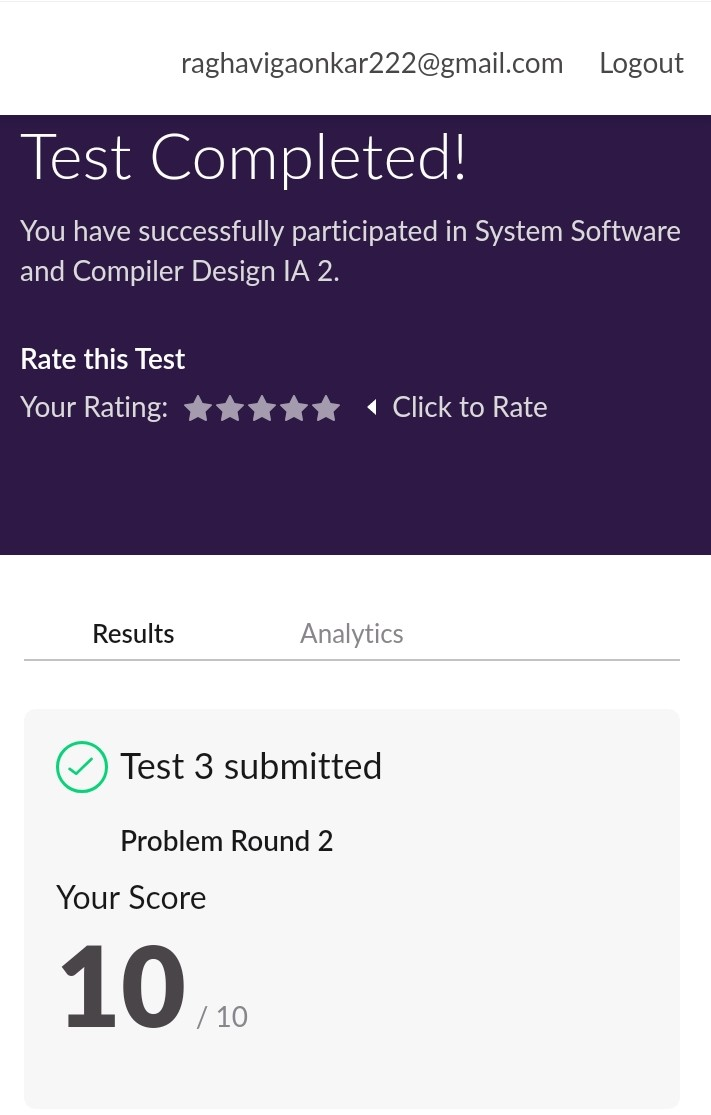 raghavigaonkar222@gmail.com Logout
Test Completed!
You have successfully participated in System Software
and Compiler Design IA 2.
Rate this Test
Your Rating: Click to Rate
Results Analytics
Test 3 submitted
Problem Round 2
Your Score
10 / 10